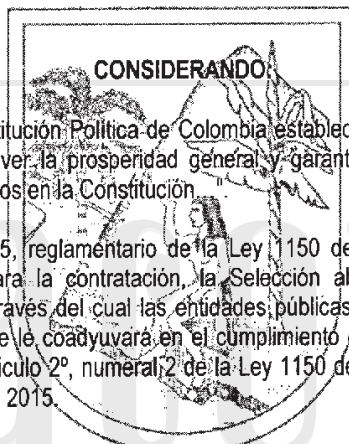 CONSIDERANDO:
titución Política de Colombia establec
ver la prosperidad general y garant
os en la Constitución. "
5, reglamentario de la Ley 1150 de
ara la contratación, la Selección al
ravés del cual las entidades públicas
e le coadyuvará en el cumplimiento
iculo 2º, numeral 2 de la Ley 1150 de
2015.